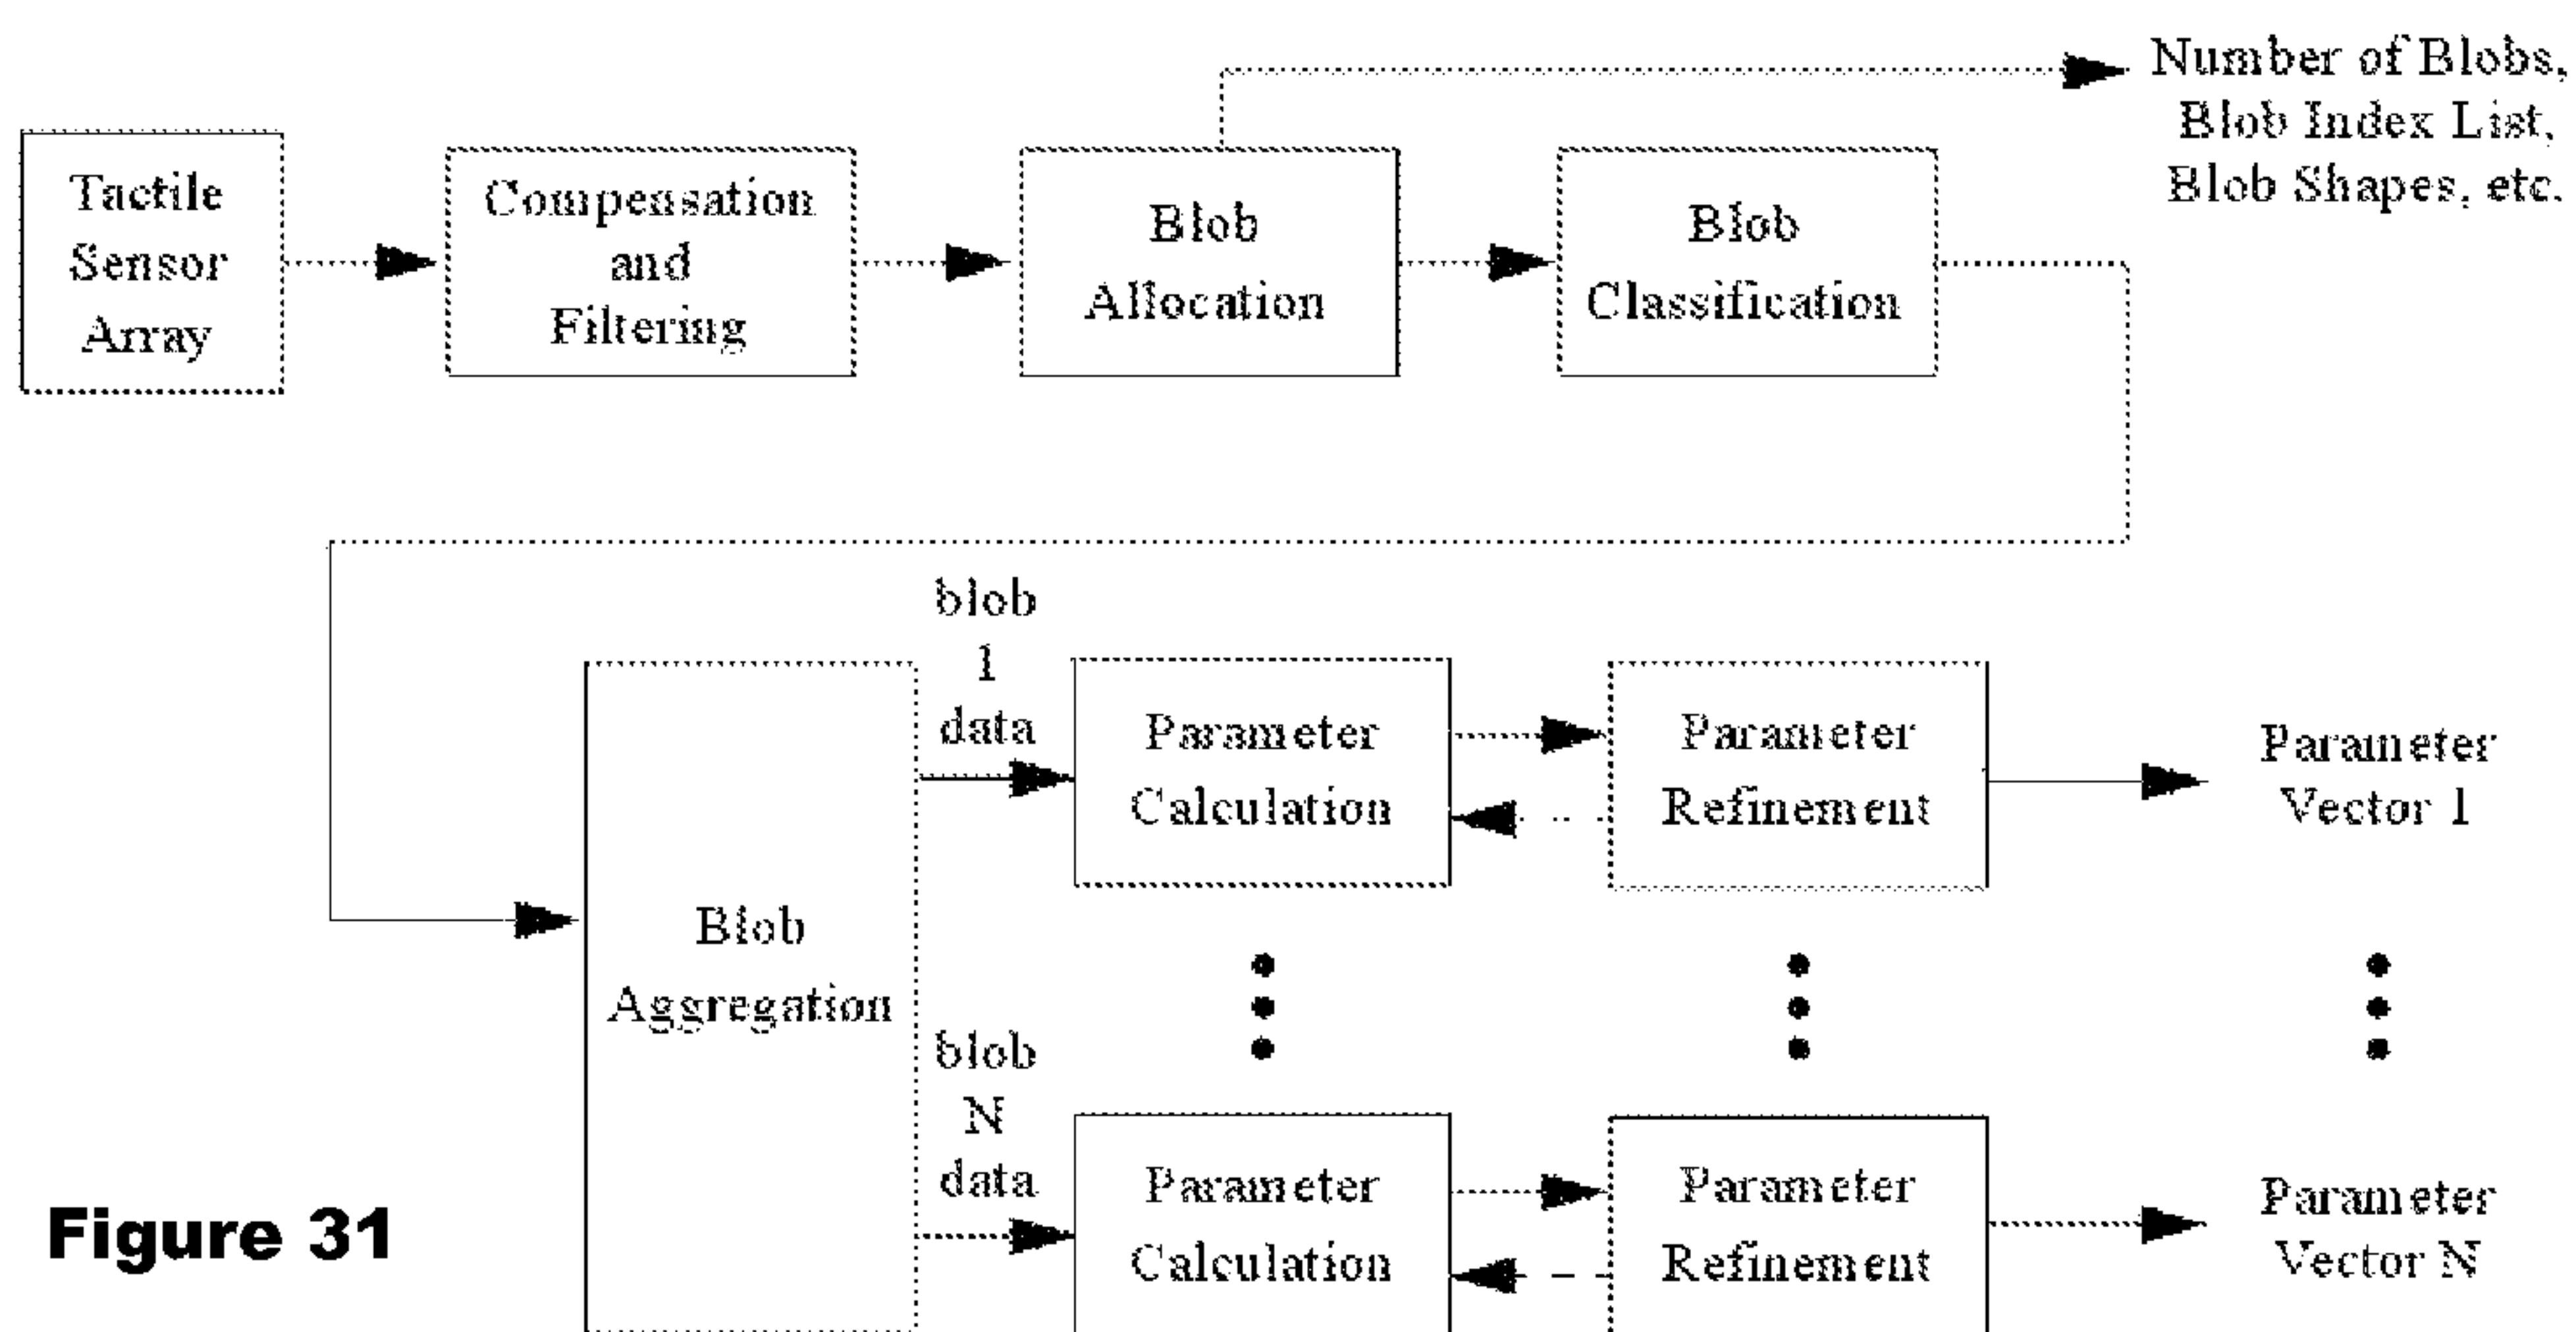 Number of Blobs,
Blob Index List,
Blob Shapes, etc.
Tactile
Sensor
Array
Compensation
and
Filtering
Blob
Allocation
Blob
Classification
blob
1
data
Parameter
Calculation
Parameter
Refinement
Parameter
Vector 1
Blob
Aggregation
blob
N
data
Parameter
Calculation
Parameter
Refinement
Parameter
Vector N
Figure 31